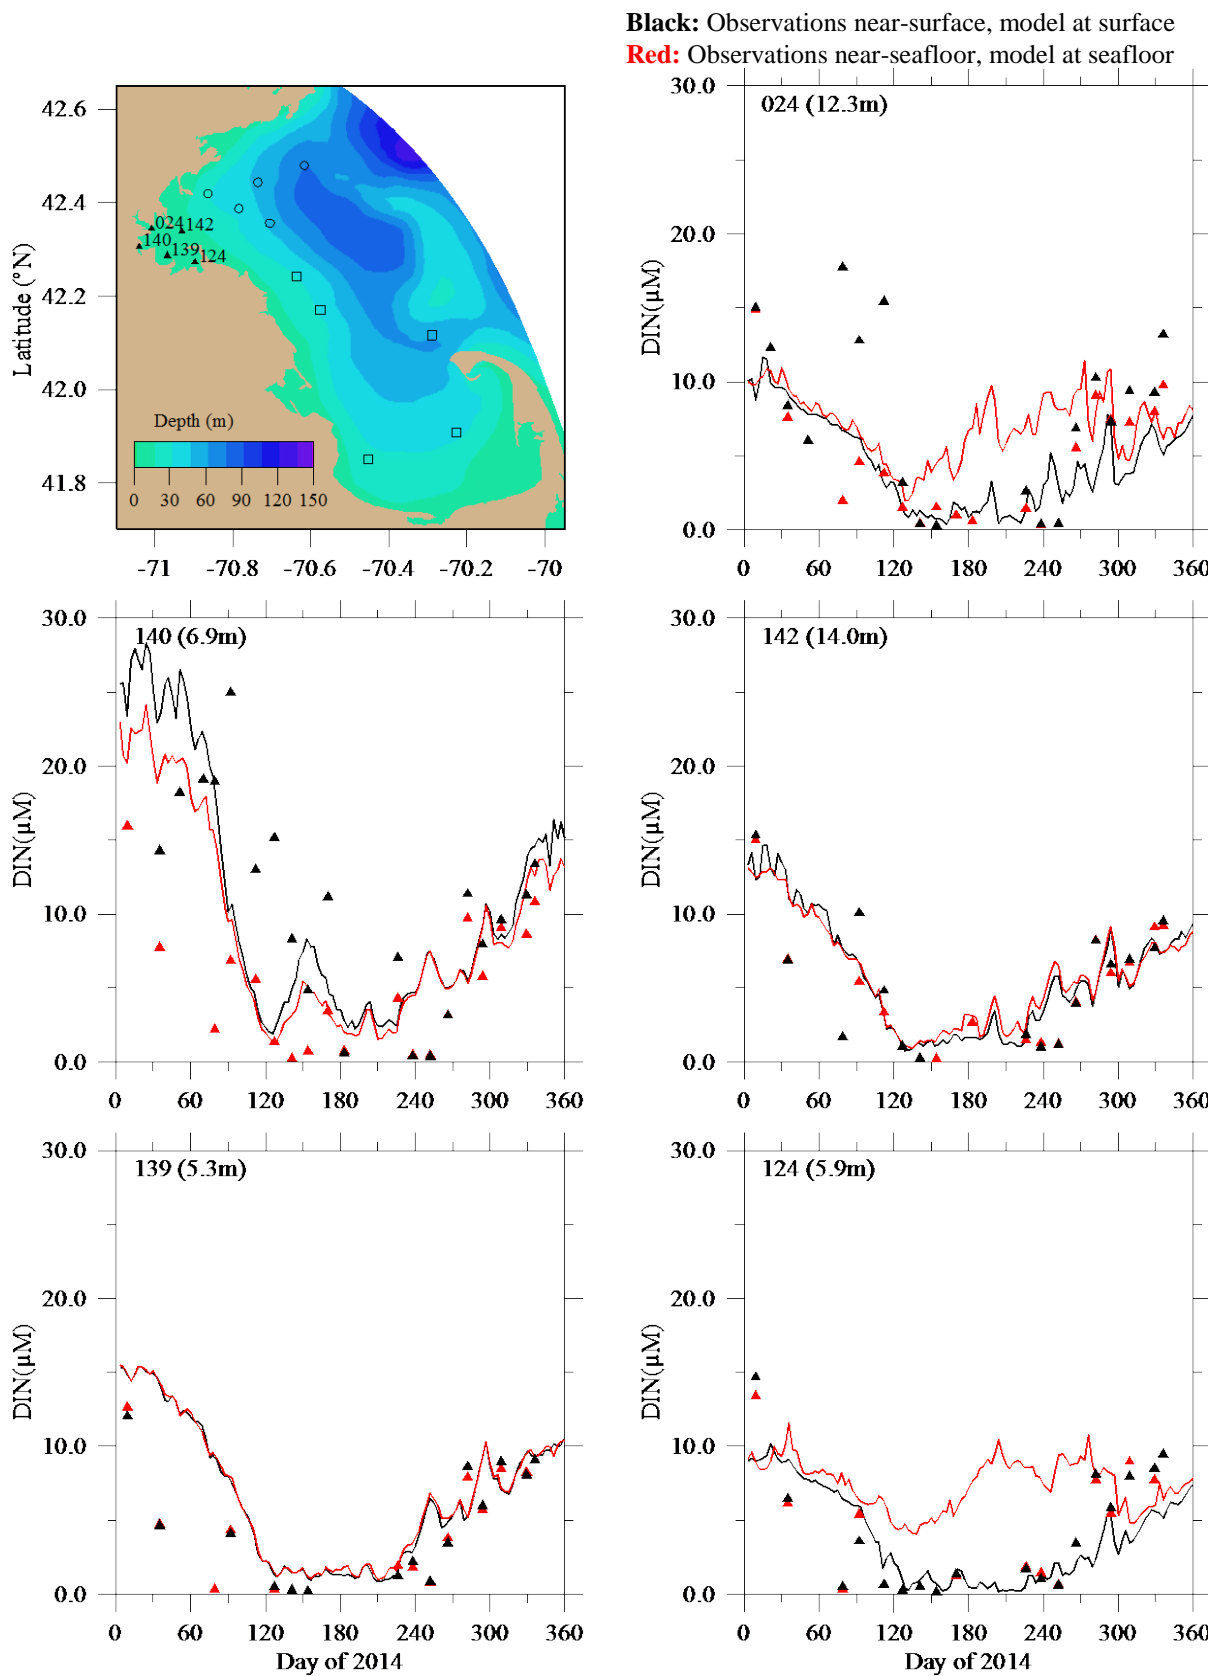 Black: Observations near-surface, model at surface
Red: Observations near-seafloor, model at seafloor
42.6
42.4
42.2
42.0
41.8
Latitude (°N)
024
142
140
139
124
Depth (m)
0 30 60 90 120 150
-71 -70.8 -70.6 -70.4 -70.2 -70
024 (12.3m)
30.0
20.0
10.0
0.0
DIN(µM)
0 60 120 180 240 300 360
140 (6.9m)
30.0
20.0
10.0
0.0
DIN(µM)
0 60 120 180 240 300 360
142 (14.0m)
30.0
20.0
10.0
0.0
DIN(µM)
0 60 120 180 240 300 360
139 (5.3m)
30.0
20.0
10.0
0.0
DIN(µM)
0 60 120 180 240 300 360
Day of 2014
124 (5.9m)
30.0
20.0
10.0
0.0
DIN(µM)
0 60 120 180 240 300 360
Day of 2014